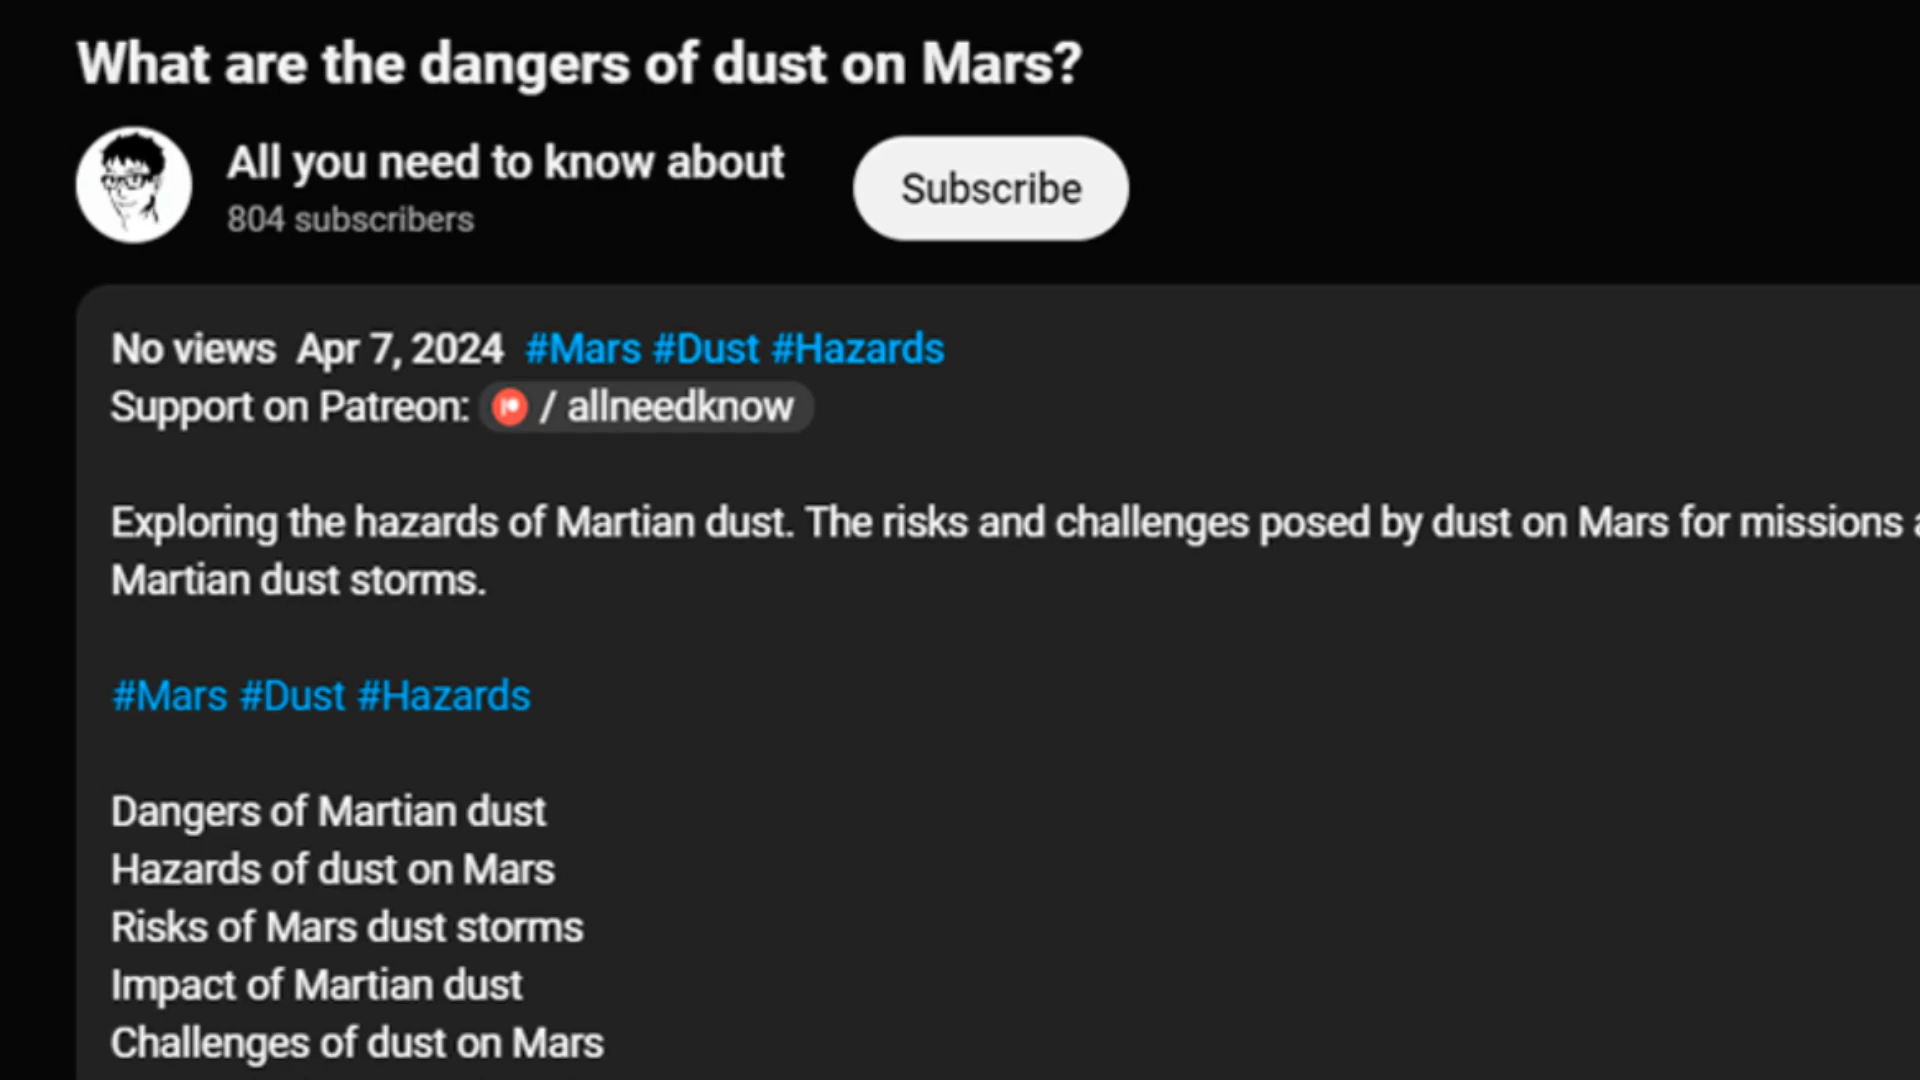 What are the dangers of dust on Mars?
All you need to know about
804 subscribers
Subscribe
No views Apr 7, 2024 #Mars #Dust #Hazards
Support on Patreon: / allneedknow
Exploring the hazards of Martian dust. The risks and challenges posed by dust on Mars for missions
Martian dust storms.
#Mars #Dust #Hazards
Dangers of Martian dust
Hazards of dust on Mars
Risks of Mars dust storms
Impact of Martian dust
Challenges of dust on Mars